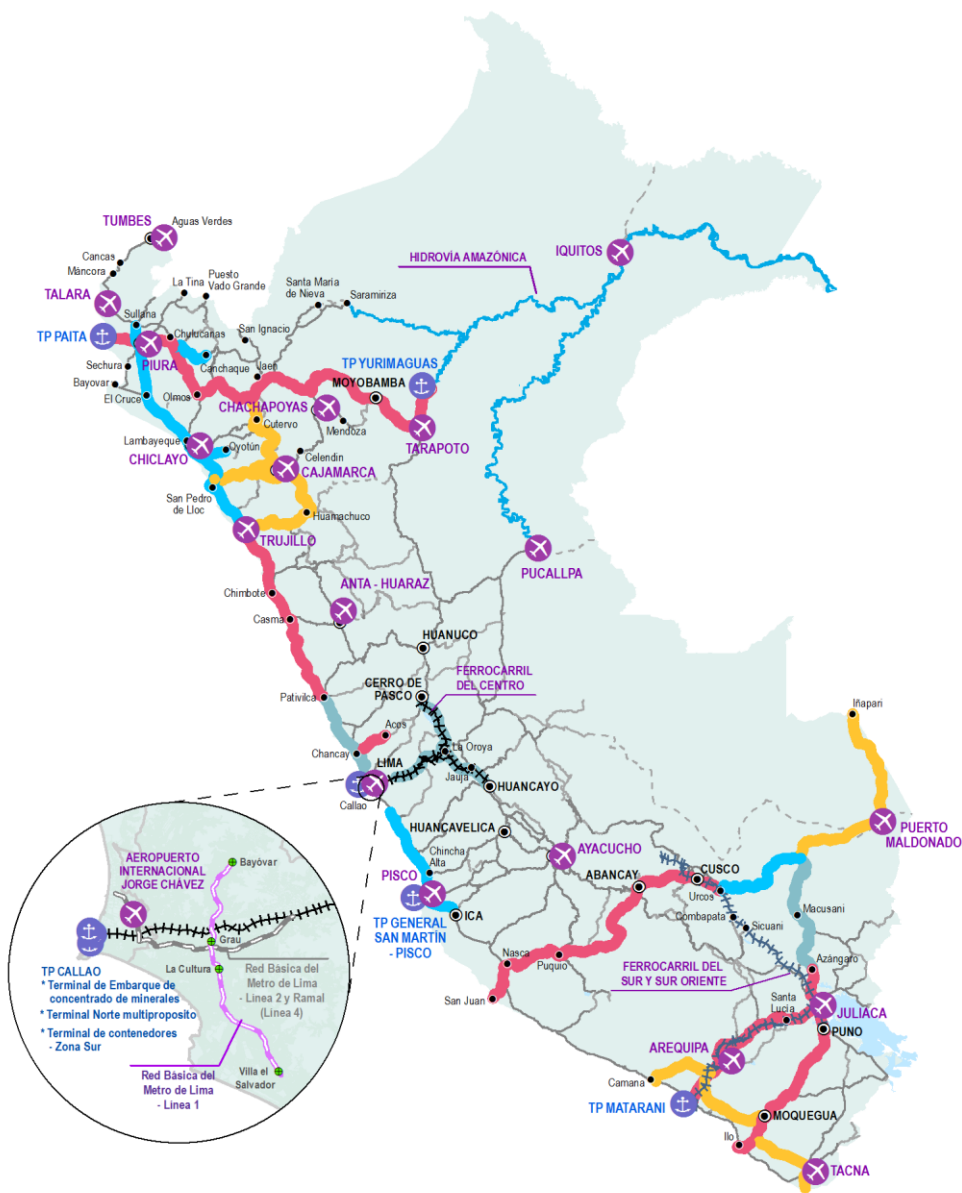 TUMBES
Aguas Verdes
Cancas
Máncora
TALARA
La Tina
Puesto
Vado Grande
Sullana
TP PAITA
Chulucanas
San Ignacio
Santa María
de Nieva
Saramiriza
HIDROVÍA AMAZÓNICA
IQUITOS
PIURA
Sechura
Bayovar
Canchaque
Jaen
TP YURIMAGUAS
MOYOBAMBA
El Cruce
Olmos
CHACHAPOYAS
Cutervo
Mendoza
TARAPOTO
Lambayeque
CHICLAYO
Oyotún
Celendin
CAJAMARCA
San Pedro
de Lloc
Huamachuco
TRUJILLO
PUCALLPA
Chimbote
ANTA - HUARAZ
Casma
HUANUCO
FERROCARRIL
DEL CENTRO
CERRO DE
PASCO
Pativilca
Acos
Chancay
La Oroya
LIMA
Jauja
HUANCAYO
Callao
Iñapari
HUANCAVELICA
AYACUCHO
PUERTO
MALDONADO
Chincha
Alta
PISCO
ABANCAY
CUSCO
Urcos
ICA
TP GENERAL
SAN MARTÍN
- PISCO
Combapata
Sicuani
Macusani
Nasca
Puquio
San Juan
FERROCARRIL DEL
SUR Y SUR ORIENTE
Azángaro
Santa
Lucia
JULIACA
PUNO
AREQUIPA
Camana
TP MATARANI
MOQUEGUA
Ilo
TACNA
AEROPUERTO
INTERNACIONAL
JORGE CHÁVEZ
Bayóvar
Grau
La Cultura
TP CALLAO
* Terminal de Embarque de
concentrado de minerales
* Terminal Norte multiproposito
* Terminal de contenedores
- Zona Sur
Red Básica del
Metro de Lima
- Linea 2 y Ramal
(Linea 4)
Red Básica del
Metro de Lima
- Linea 1
Villa el
Salvador